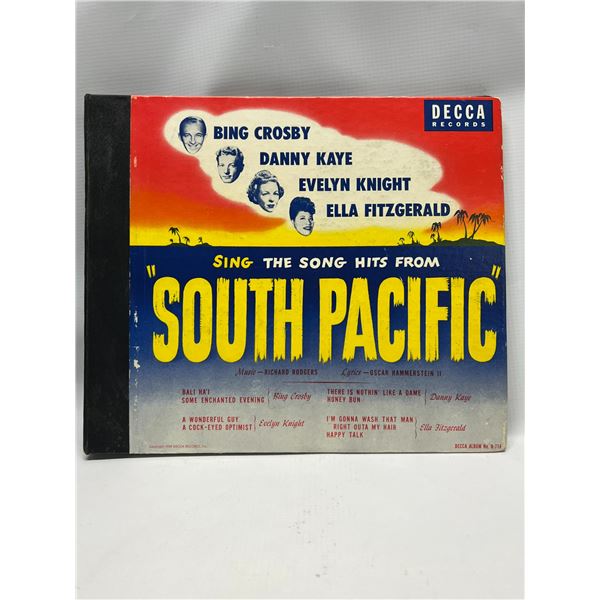 DECCA
RECORDS
BING CROSBY
DANNY KAYE
EVELYN KNIGHT
ELLA FITZGERALD
SING THE SONG HITS FROM
"SOUTH PACIFIC"
Music — RICHARD RODGERS Lyrics — OSCAR HAMMERSTEIN II
BALI HA'I
SOME ENCHANTED EVENING
Bing Crosby
THERE IS NOTHIN' LIKE A DAME
HONEY BUN
Danny Kaye
A WONDERFUL GUY
A COCK-EYED OPTIMIST
Evelyn Knight
I'M GONNA WASH THAT MAN
RIGHT OUTA MY HAIR
HAPPY TALK
Ella Fitzgerald
DECCA RECORDS, Inc.
DECCA ALBUM No.